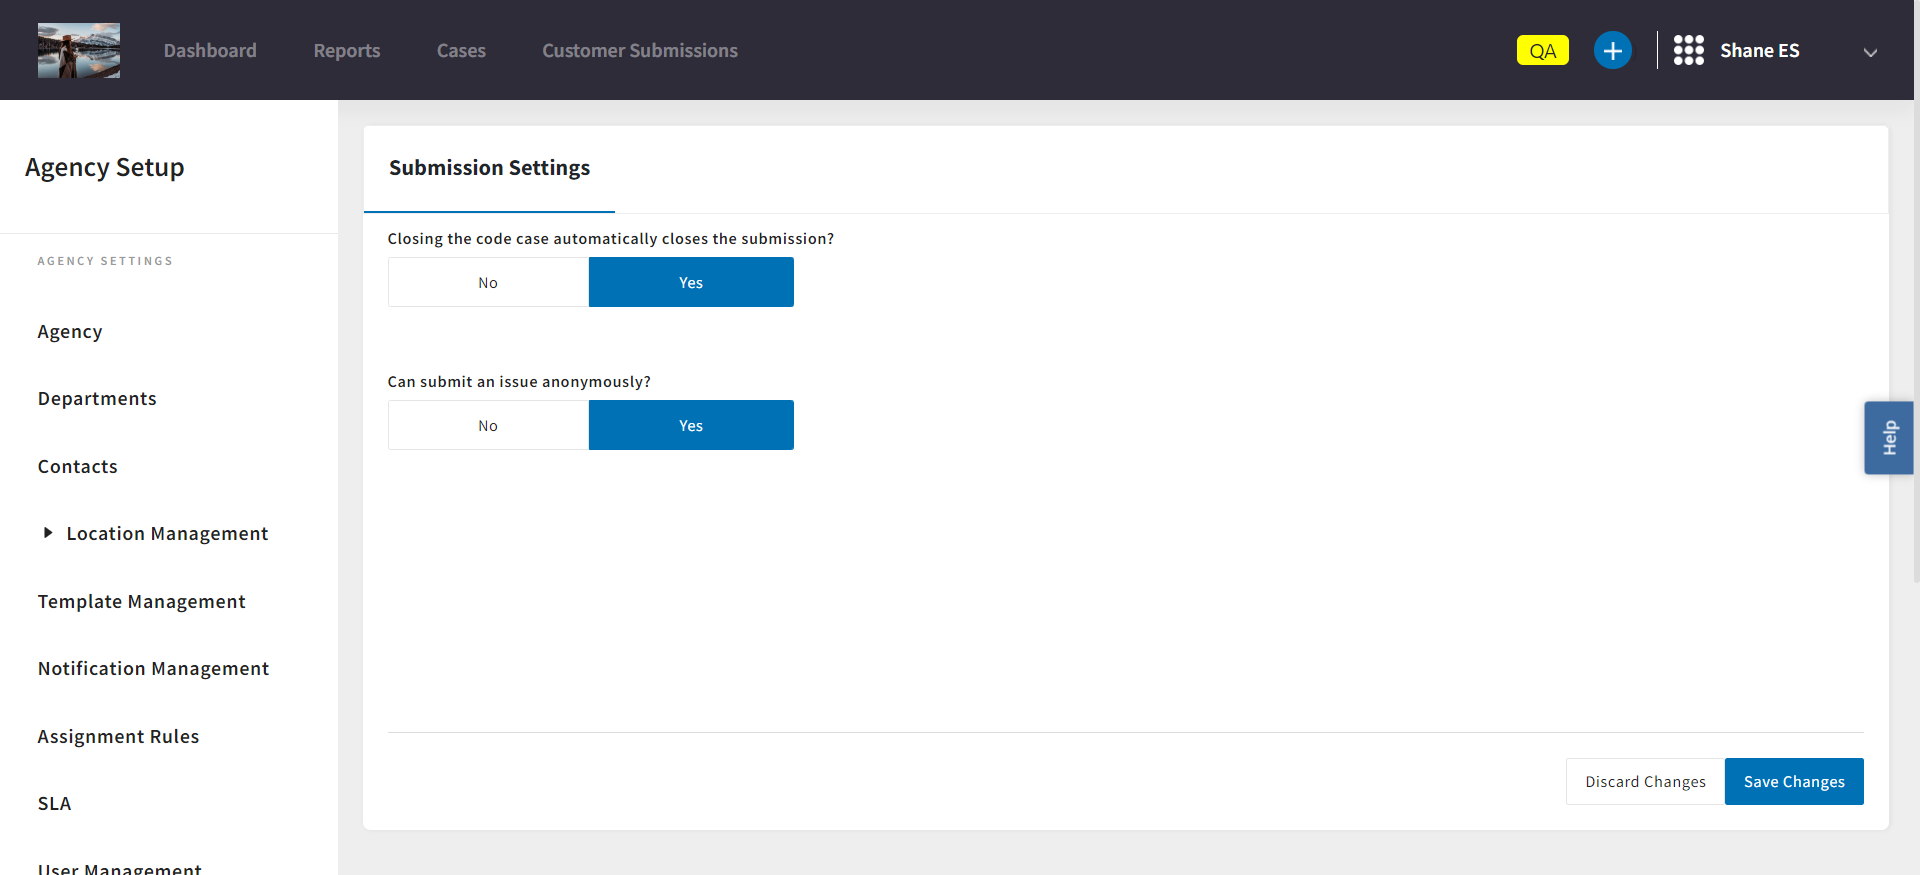 Dashboard
Reports
Cases
Customer Submissions
QA
Shane ES
Agency Setup
AGENCY SETTINGS
Agency
Departments
Contacts
Location Management
Template Management
Notification Management
Assignment Rules
SLA
User Management
Submission Settings
Closing the code case automatically closes the submission?
No
Yes
Can submit an issue anonymously?
No
Yes
Discard Changes
Save Changes
Help